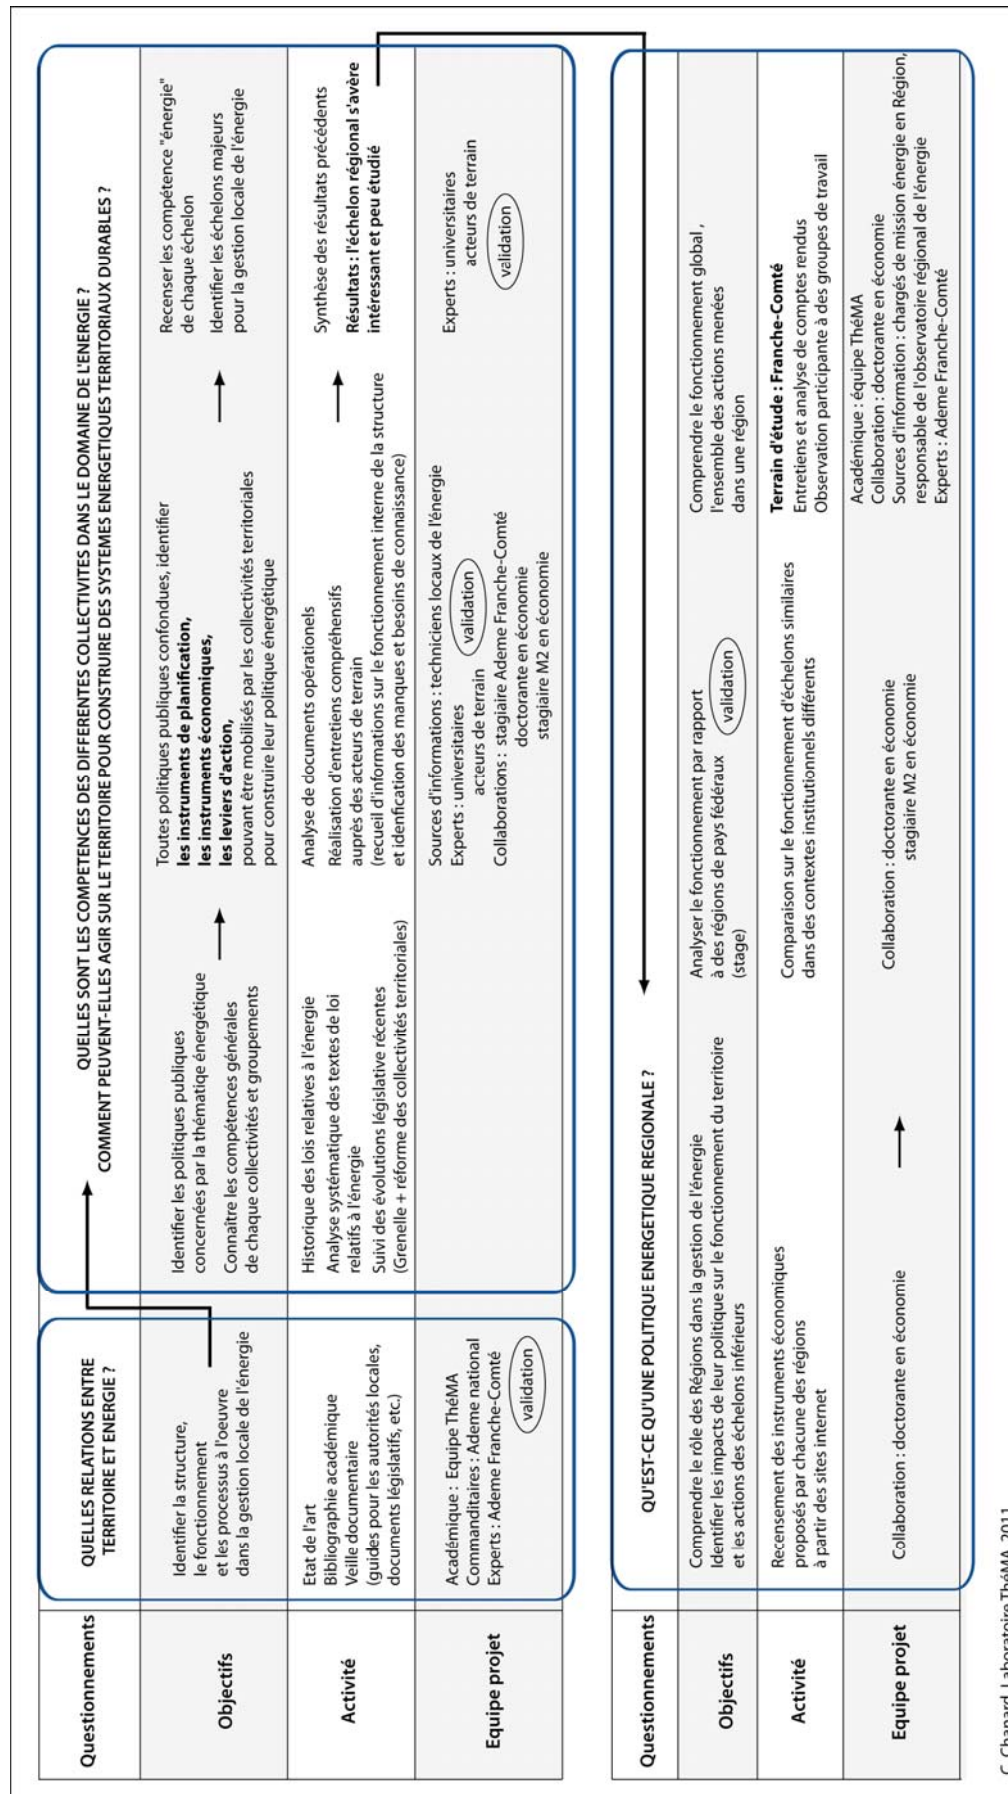 Questionnements
QUELLES RELATIONS ENTRE
TERRITOIRE ET ENERGIE ?
QUELLES SONT LES COMPETENCES DES DIFFERENTES COLLECTIVITES DANS LE DOMAINE DE L'ENERGIE ?
COMMENT PEUVENT-ELLES AGIR SUR LE TERRITOIRE POUR CONSTRUIRE DES SYSTEMES ENERGETIQUES TERRITORIAUX DURABLES ?
Objectifs
Identifier la structure,
le fonctionnement
et les processus à l'oeuvre
dans la gestion locale de l'énergie
Identifier les politiques publiques
concernées par la thématiqe énergétique
Connaître les compétences générales
de chaque collectivités et groupements
Toutes politiques publiques confondues, identifier
les instruments de planification,
les instruments économiques,
les leviers d'action,
pouvant être mobilisés par les collectivités territoriales
pour construire leur politique énergétique
Recenser les compétence "énergie"
de chaque échelon
Identifier les échelons majeurs
pour la gestion locale de l'énergie
Activité
Etat de l'art
Bibliographie académique
Veille documentaire
(guides pour les autorités locales,
documents législatifs, etc.)
Historique des lois relatives à l'énergie
Analyse systématique des textes de loi
relatifs à l'énergie
Suivi des évolutions législative récentes
(Grenelle + réforme des collectivités territoriales)
Analyse de documents opérationels
Réalisation d'entretiens compréhensifs
auprès des acteurs de terrain
(recueil d'informations sur le fonctionnement interne de la structure
et idenfication des manques et besoins de connaissance)
Synthèse des résultats précédents
Résultats : l'échelon régional s'avère
intéressant et peu étudié
Equipe projet
Académique : Equipe ThéMA
Commanditaires : Ademe national
Experts : Ademe Franche-Comté
validation
Sources d'informations : techniciens locaux de l'énergie
Experts : universitaires
acteurs de terrain
validation
Collaborations : stagiaire Ademe Franche-Comté
doctorante en économie
stagiaire M2 en économie
Experts : universitaires
acteurs de terrain
validation
Questionnements
QU'EST-CE QU'UNE POLITIQUE ENERGETIQUE REGIONALE ?
Objectifs
Comprendre le rôle des Régions dans la gestion de l'énergie
Identifier les impacts de leur politique sur le fonctionnement du territoire
et les actions des échelons inférieurs
Analyser le fonctionnement par rapport
à des régions de pays fédéraux
(stage)
validation
Comprendre le fonctionnement global ,
l'ensemble des actions menées
dans une région
Activité
Recensement des instruments économiques
proposés par chacune des régions
à partir des sites internet
Comparaison sur le fonctionnement d'échelons similaires
dans des contextes institutionnels différents
Terrain d'étude : Franche-Comté
Entretiens et analyse de comptes rendus
Observation participante à des groupes de travail
Equipe projet
Collaboration : doctorante en économie
Collaboration : doctorante en économie
stagiaire M2 en économie
Académique : équipe ThéMA
Collaboration : doctorante en économie
Sources d'information : chargés de mission énergie en Région,
responsable de l'observatoire régional de l'énergie
Experts : Ademe Franche-Comté
C. Chanard, Laboratoire ThéMA, 2011